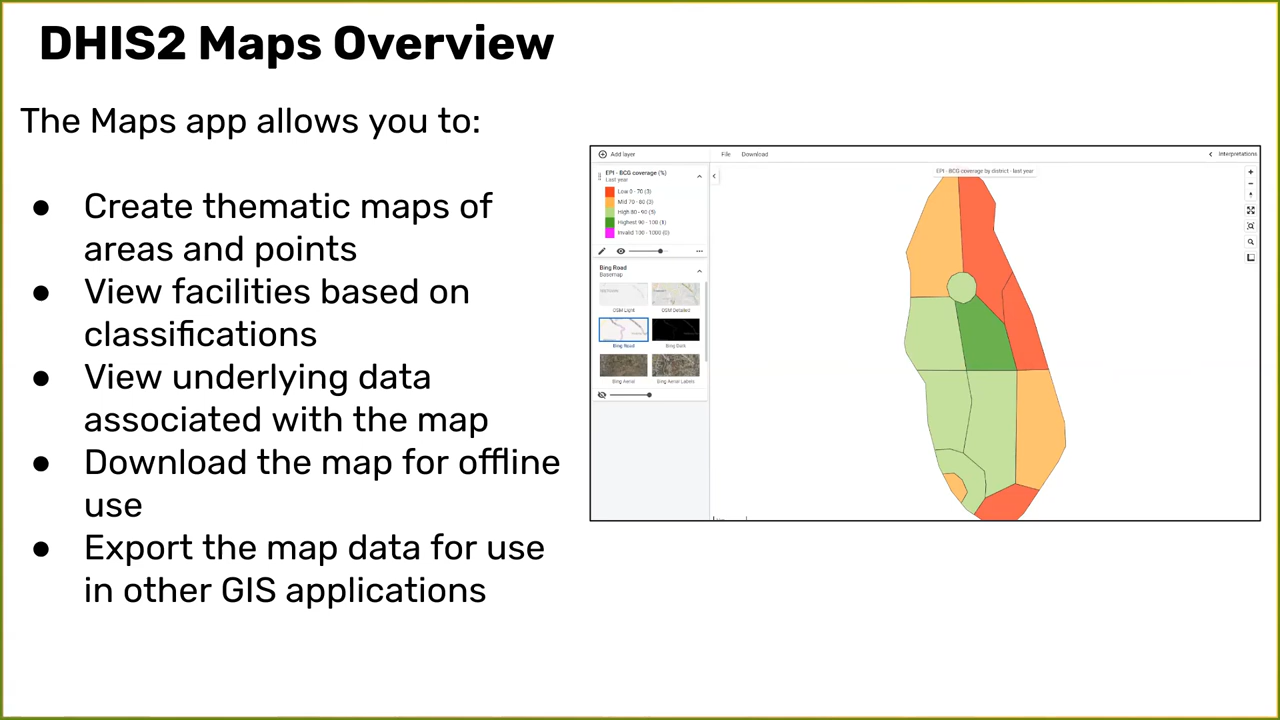 DHIS2 Maps Overview
The Maps app allows you to:
● Create thematic maps of
areas and points
● View facilities based on
classifications
● View underlying data
associated with the map
● Download the map for offline
use
● Export the map data for use
in other GIS applications
Add layer
File Download
Interpretations
EPI - BCG coverage (%)
Last year
Low 0 - 70 (3)
Mid 70 - 80 (3)
High 80 - 90 (5)
Highest 90 - 100 (1)
Invalid 100 - 1000 (0)
EPI - BCG coverage by district - last year
Bing Road
Basemap
OSM Light
OSM Detailed
Bing Road
Bing Dark
Bing Aerial
Bing Aerial Labels